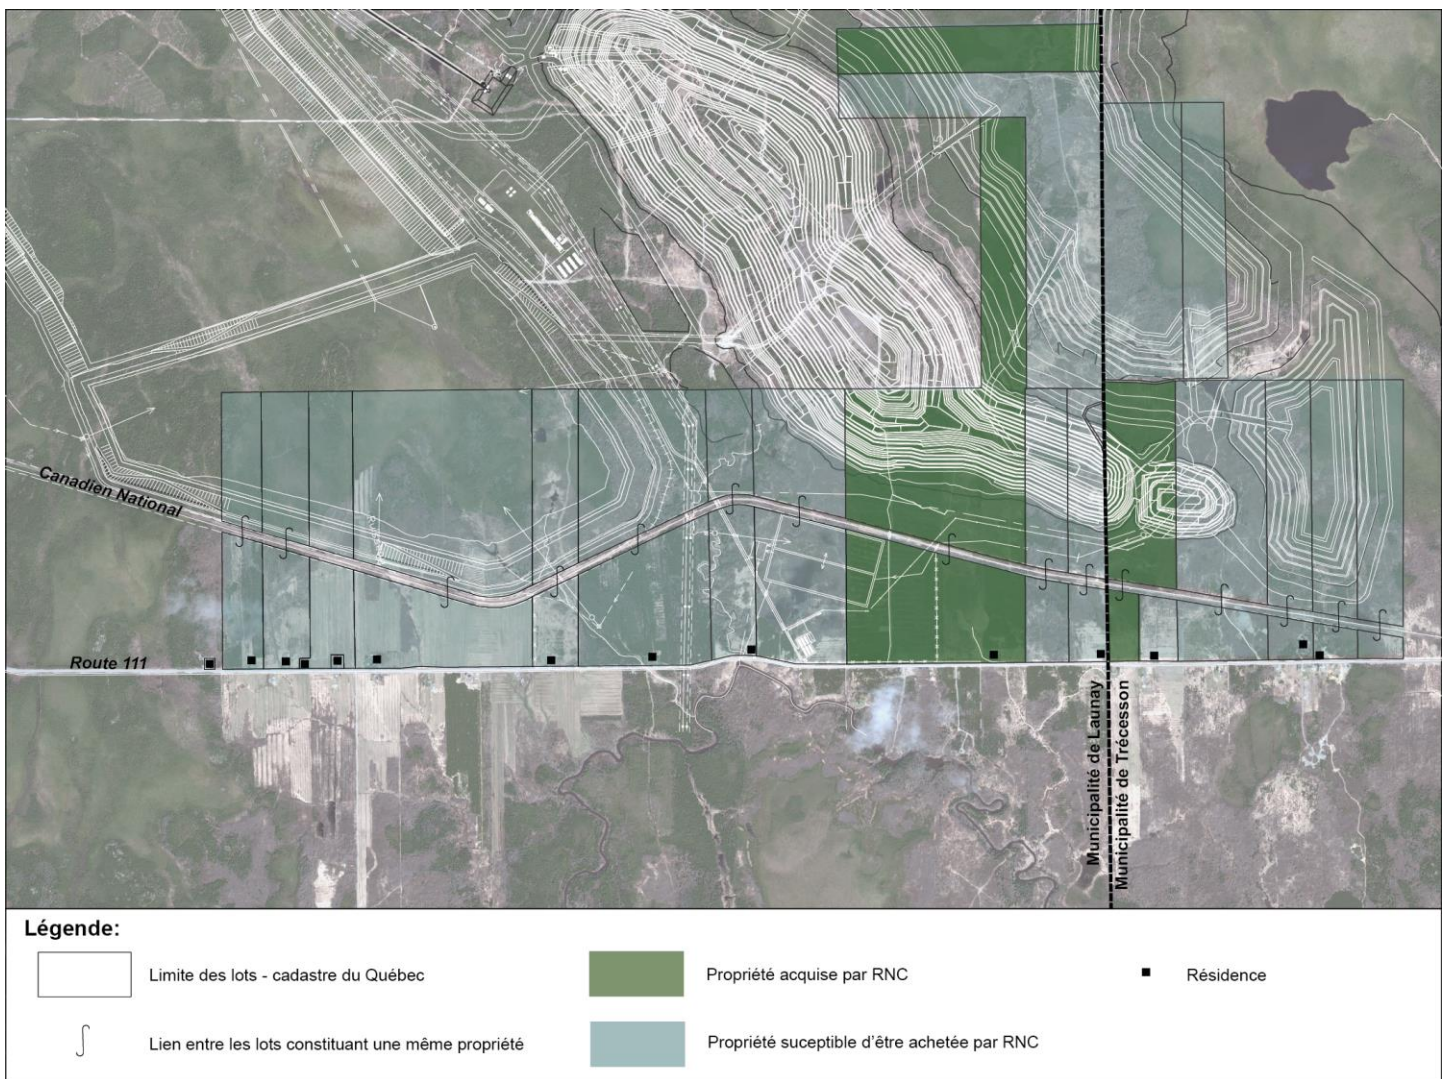 Canadien National
Route 111
Municipalité de Launay
Municipalité de Trécesson
Légende:
Limite des lots - cadastre du Québec
Propriété acquise par RNC
Résidence
Lien entre les lots constituant une même propriété
Propriété suceptible d'être achetée par RNC